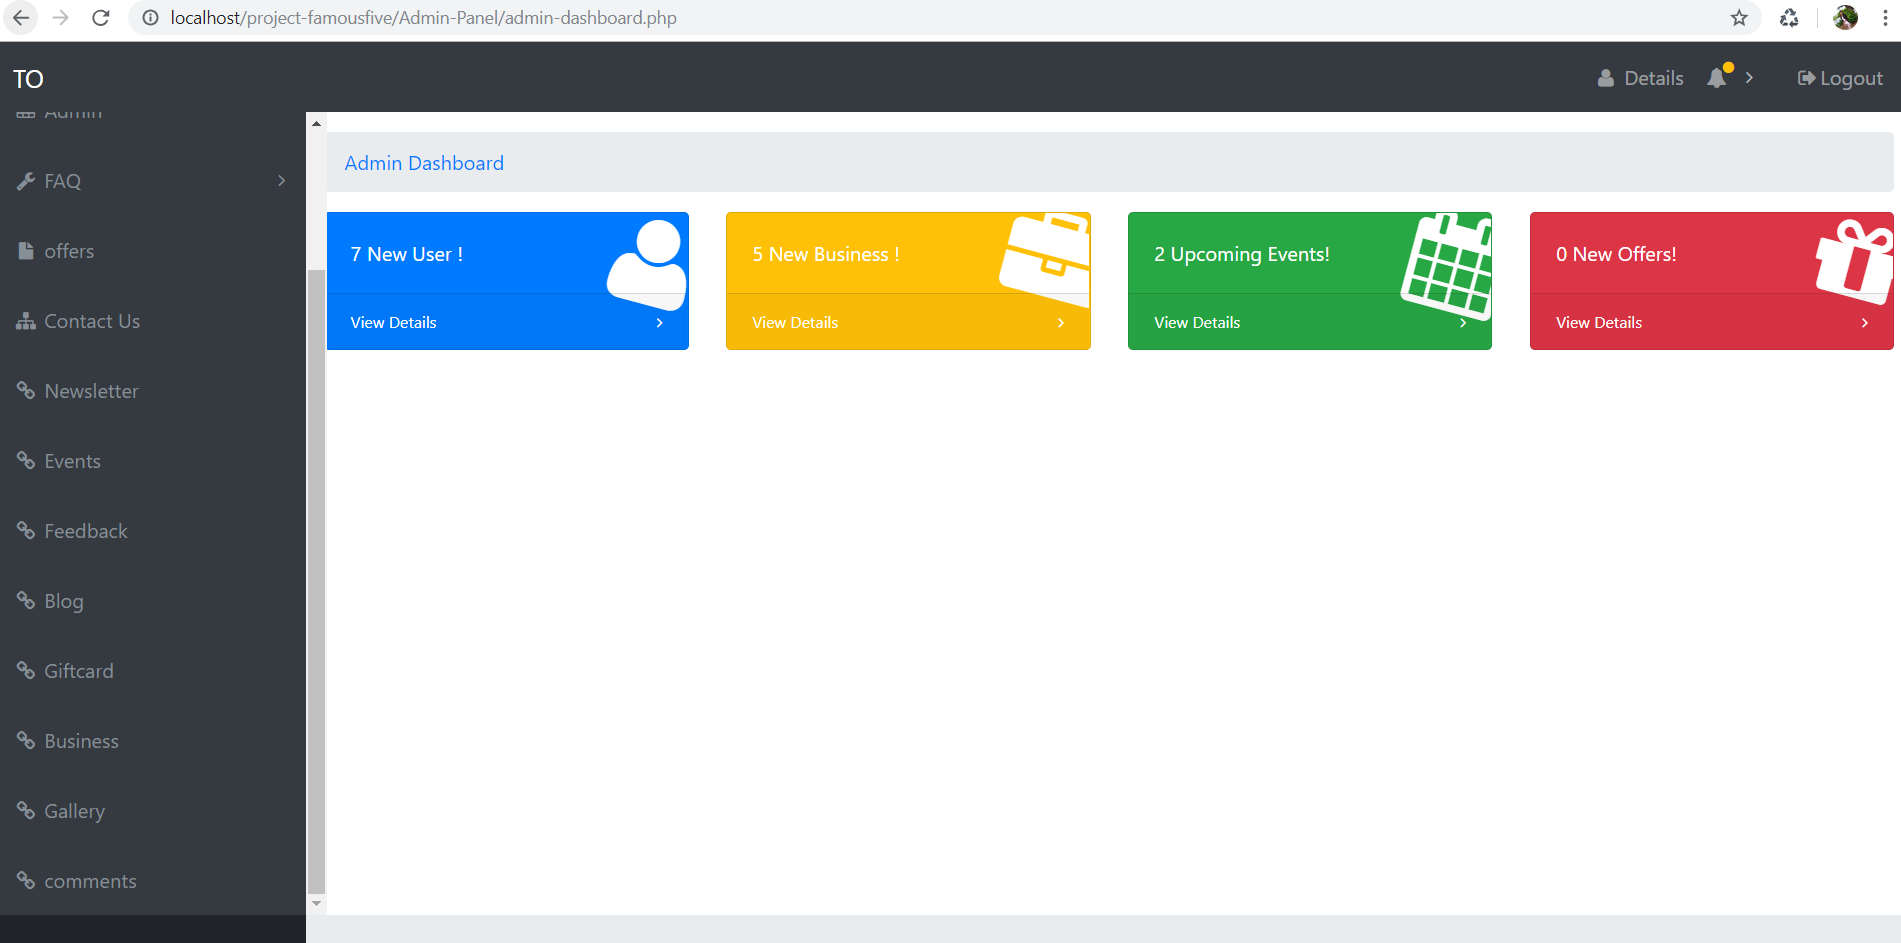 localhost/project-famousfive/Admin-Panel/admin-dashboard.php
TO
Details
Logout
Admin
FAQ
offers
Contact Us
Newsletter
Events
Feedback
Blog
Giftcard
Business
Gallery
comments
Admin Dashboard
7 New User !
View Details
5 New Business !
View Details
2 Upcoming Events!
View Details
0 New Offers!
View Details